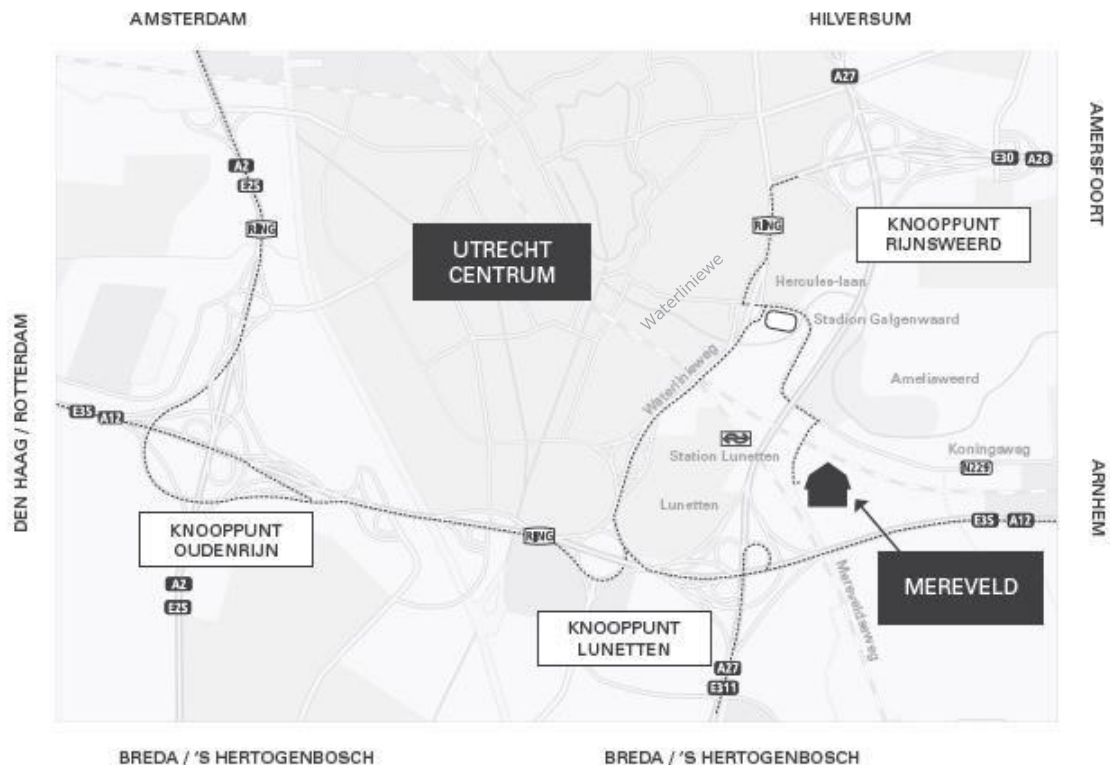 AMSTERDAM
HILVERSUM
A27
AMERSFOORT
A2
E25
E30 A28
RING
RING
KNOOPPUNT
RIJNSWEERD
UTRECHT
CENTRUM
Waterliniewe
Hercules-laan
Stadion Galgenwaard
DEN HAAG / ROTTERDAM
Waterlinieweg
Ameliaweerd
E35 A12
Station Lunetten
Koningsweg
N229
ARNHEM
Lunetten
KNOOPPUNT
OUDENRIJN
RING
E35 A12
A2
E25
MEREVELD
Mereveldseweg
KNOOPPUNT
LUNETTEN
A27
E311
BREDA / 'S HERTOGENBOSCH
BREDA / 'S HERTOGENBOSCH